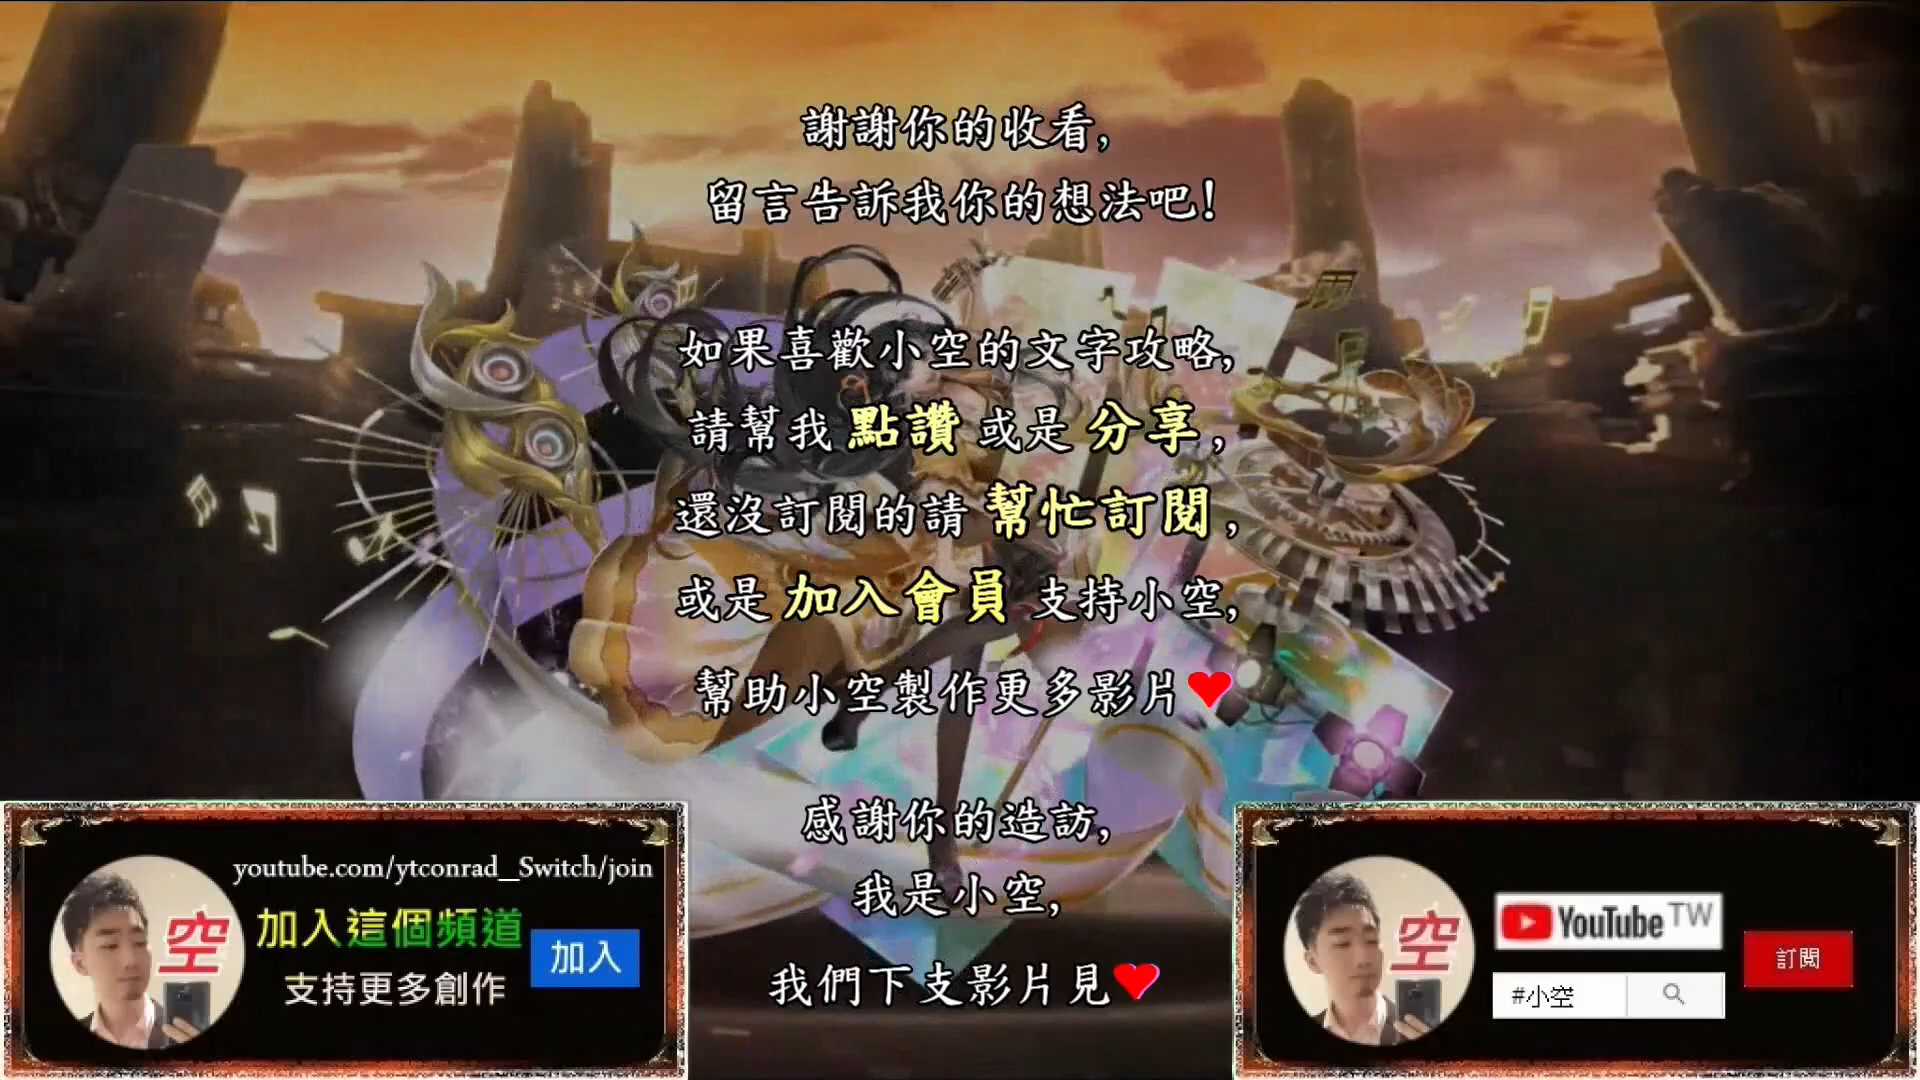 謝謝你的收看,
留言告訴我你的想法吧!
如果喜歡小空的文字攻略,
請幫我 點讚 或是 分享,
還沒訂閱的請 幫忙訂閱,
或是 加入會員 支持小空,
幫助小空製作更多影片
感謝你的造訪,
我是小空,
我們下支影片見
youtube.com/ytconrad_Switch/join
空
加入這個頻道
支持更多創作
加入
空
YouTube TW
#小空
訂閱